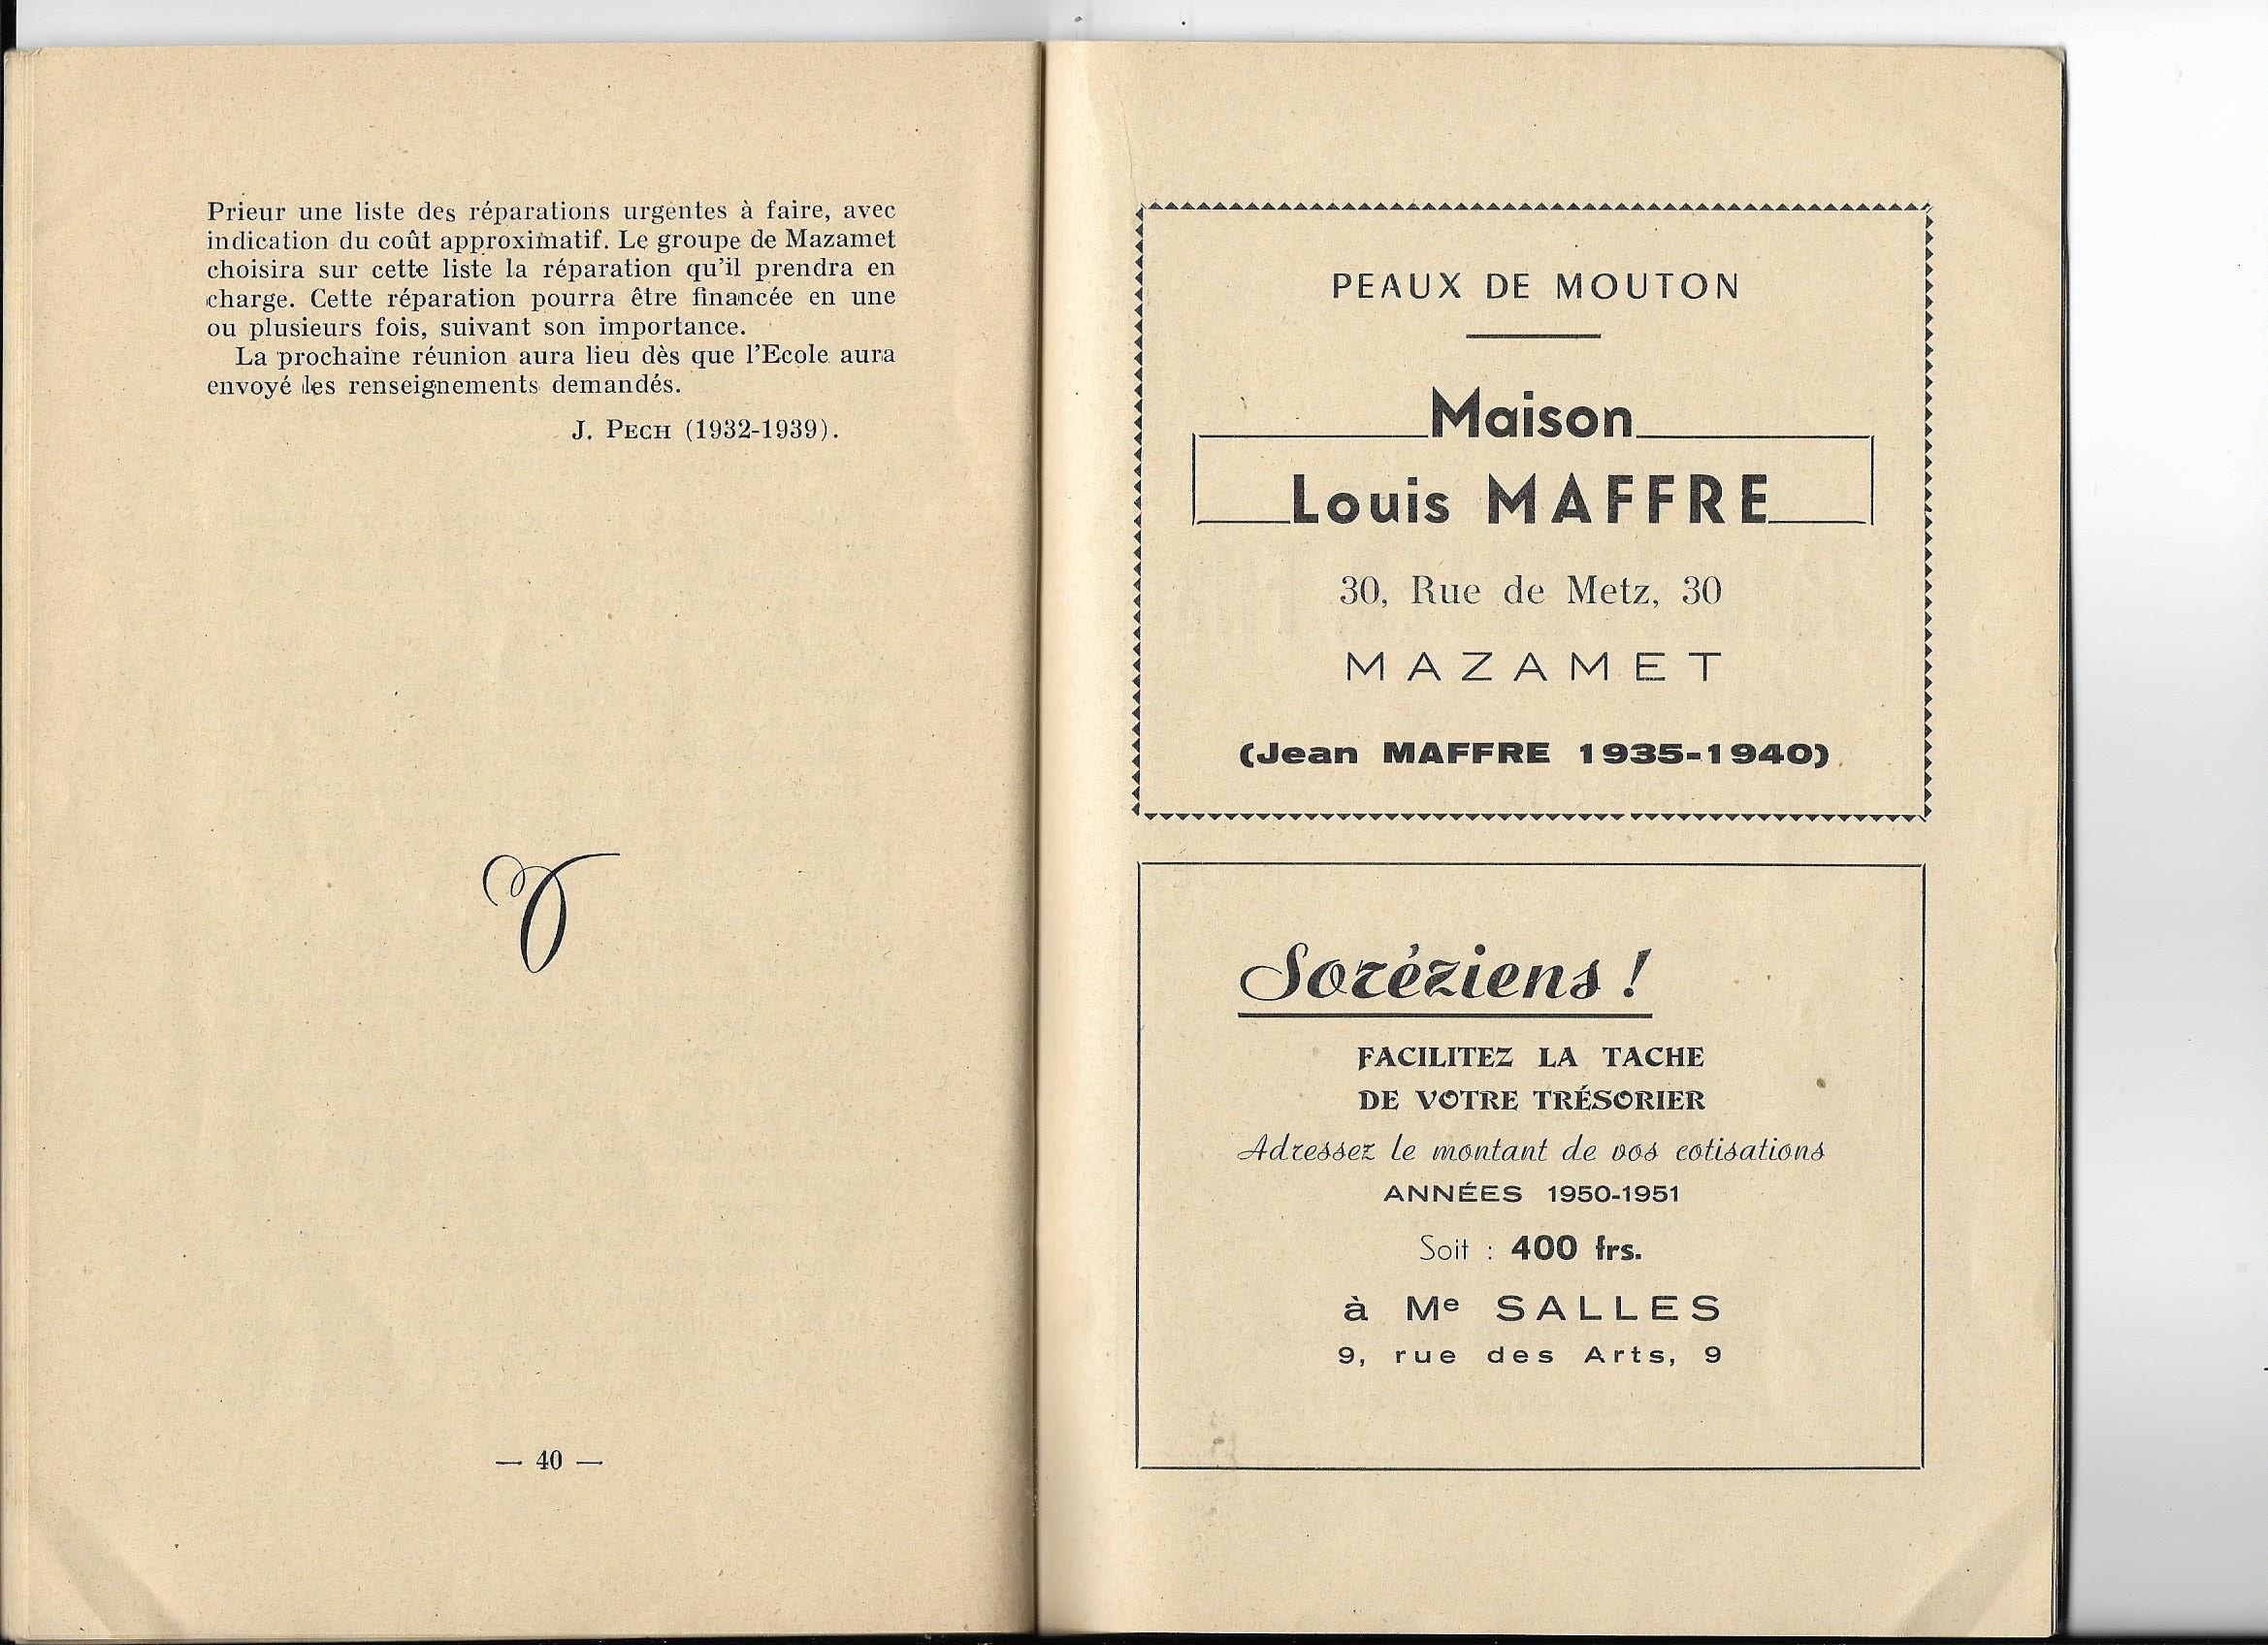 Prieur une liste des réparations urgentes à faire, avec
indication du coût approximatif. Le groupe de Mazamet
choisira sur cette liste la réparation qu'il prendra en
charge. Cette réparation pourra être financée en une
ou plusieurs fois, suivant son importance.
La prochaine réunion aura lieu dès que l'Ecole aura
envoyé les renseignements demandés.
J. PECH (1932-1939).
— 40 —
PEAUX DE MOUTON
Maison
Louis MAFFRE
30, Rue de Metz, 30
MAZAMET
(Jean MAFFRE 1935-1940)
Soréziens !
FACILITEZ LA TACHE
DE VOTRE TRÉSORIER
Adressez le montant de vos cotisations
ANNÉES 1950-1951
Soit : 400 frs.
à Me SALLES
9, rue des Arts, 9